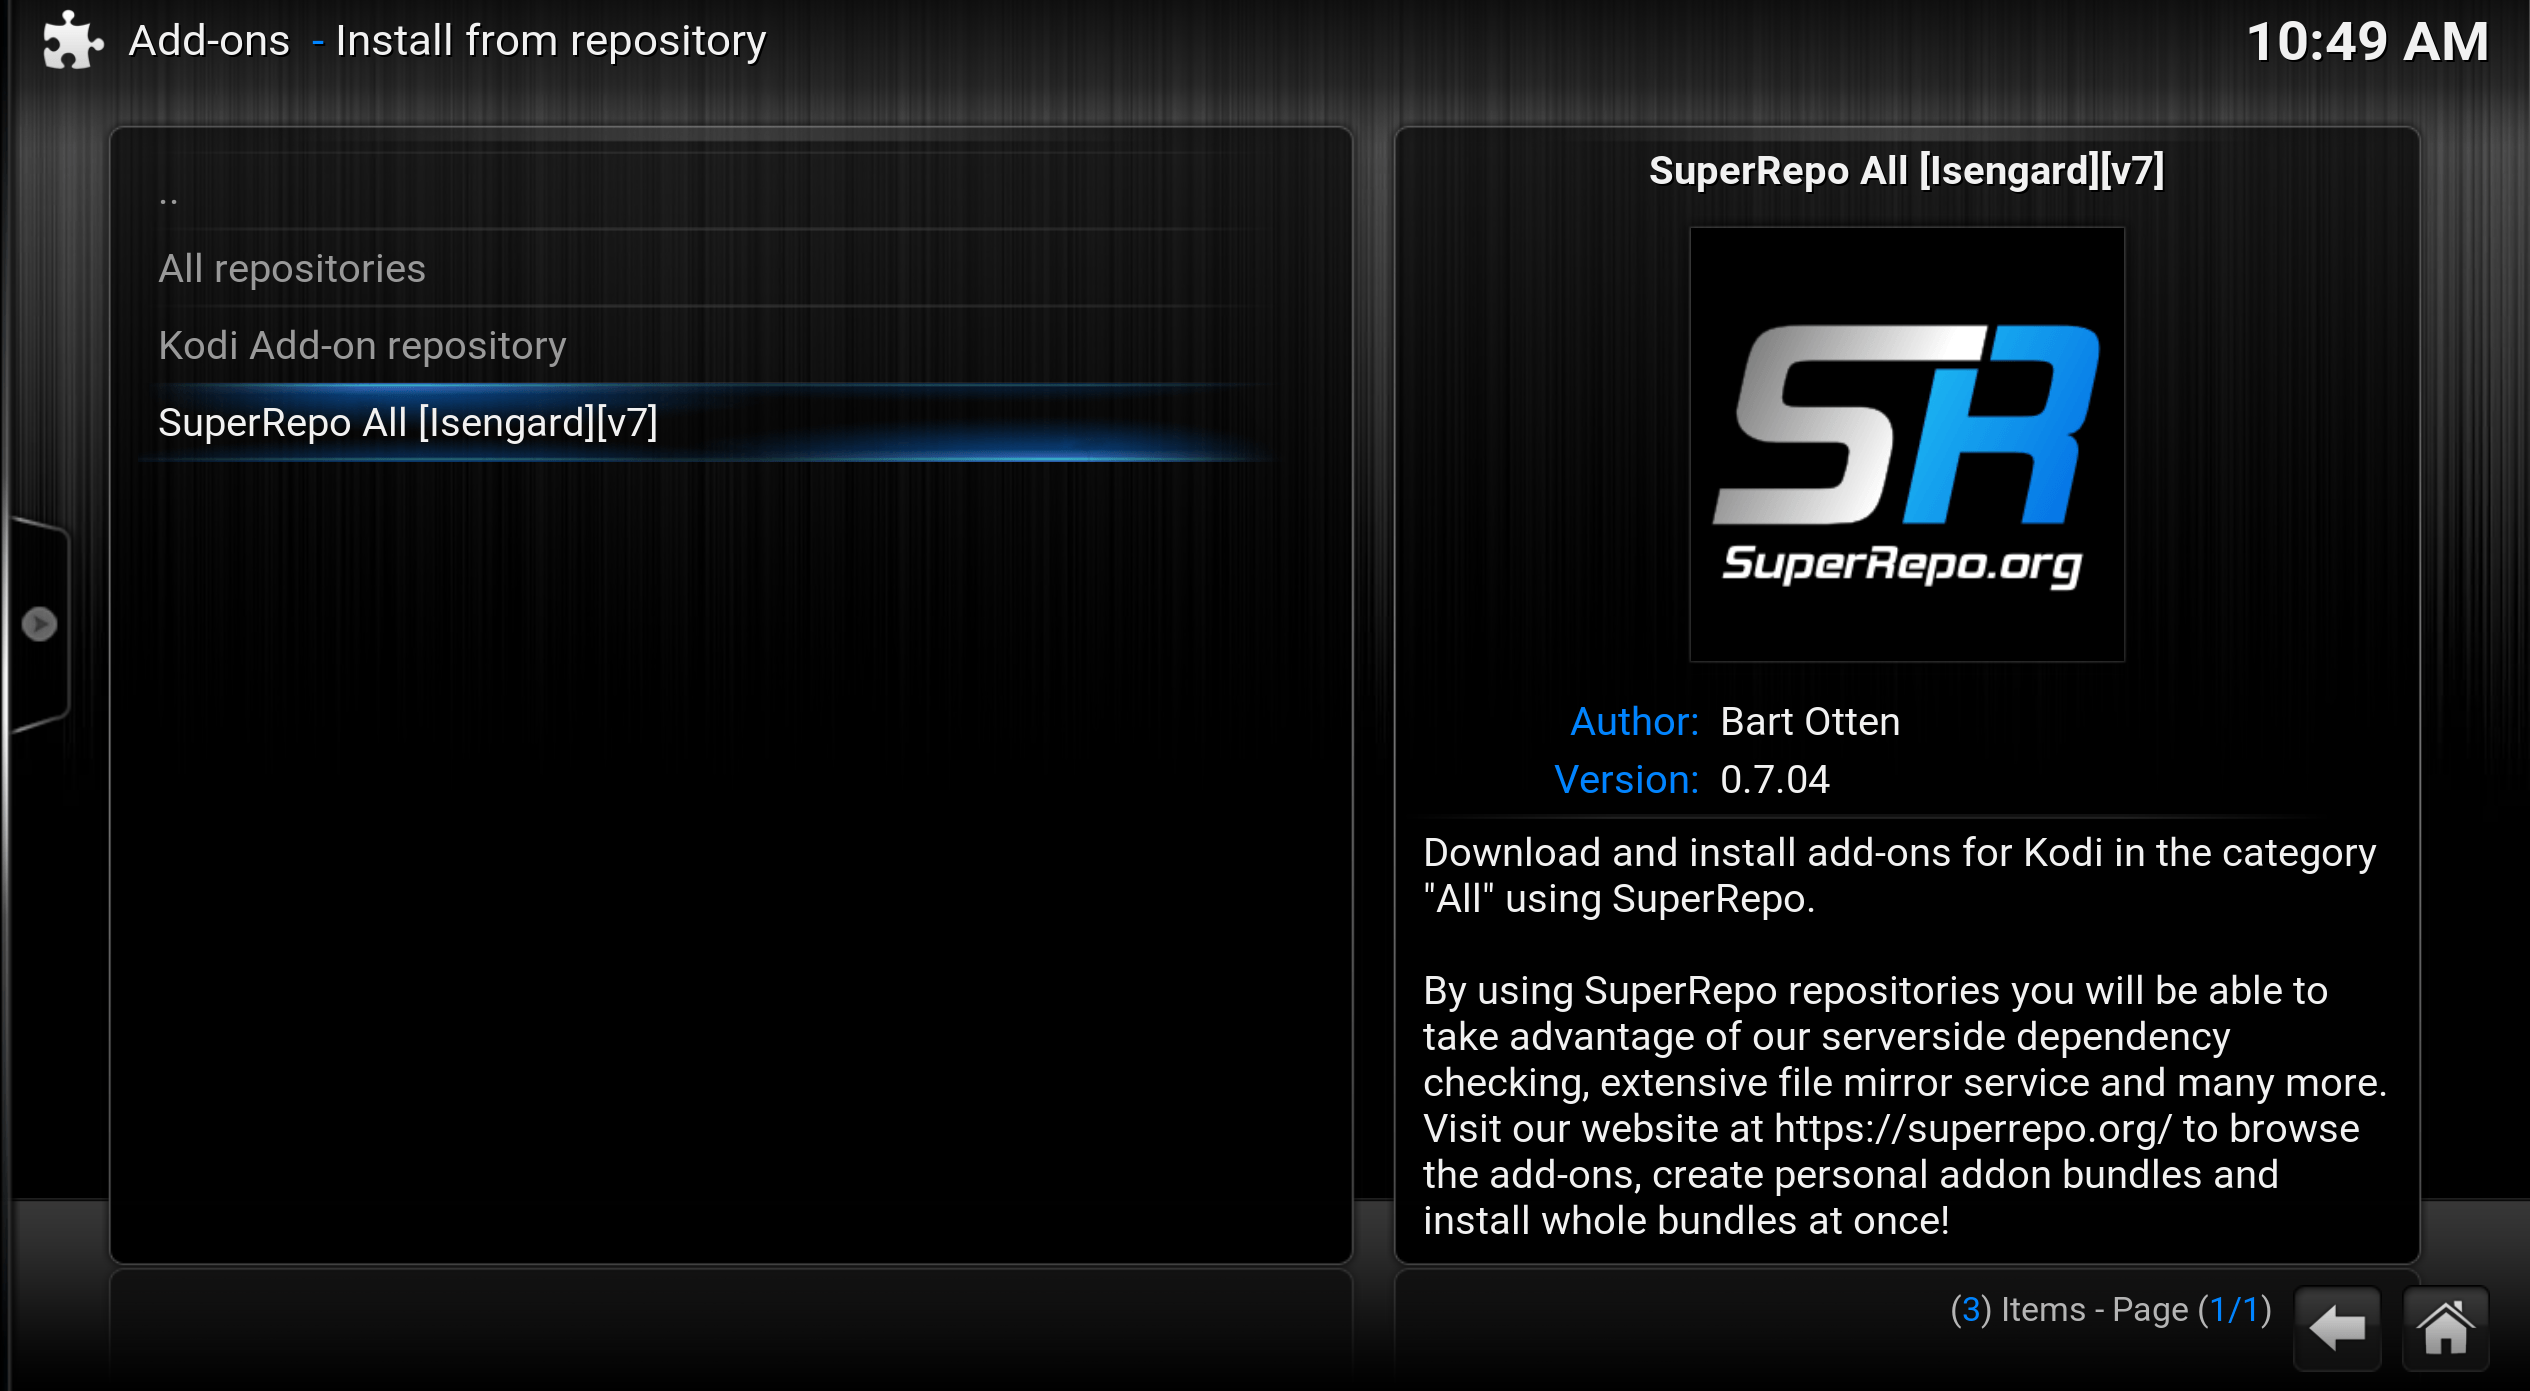 Add-ons - Install from repository
10:49 AM
..
All repositories
Kodi Add-on repository
SuperRepo All [Isengard][v7]
SuperRepo All [Isengard][v7]
SR
SuperRepo.org
Author: Bart Otten
Version: 0.7.04
Download and install add-ons for Kodi in the category
"All" using SuperRepo.
By using SuperRepo repositories you will be able to
take advantage of our serverside dependency
checking, extensive file mirror service and many more.
Visit our website at https://superrepo.org/ to browse
the add-ons, create personal addon bundles and
install whole bundles at once!
(3) Items - Page (1/1)